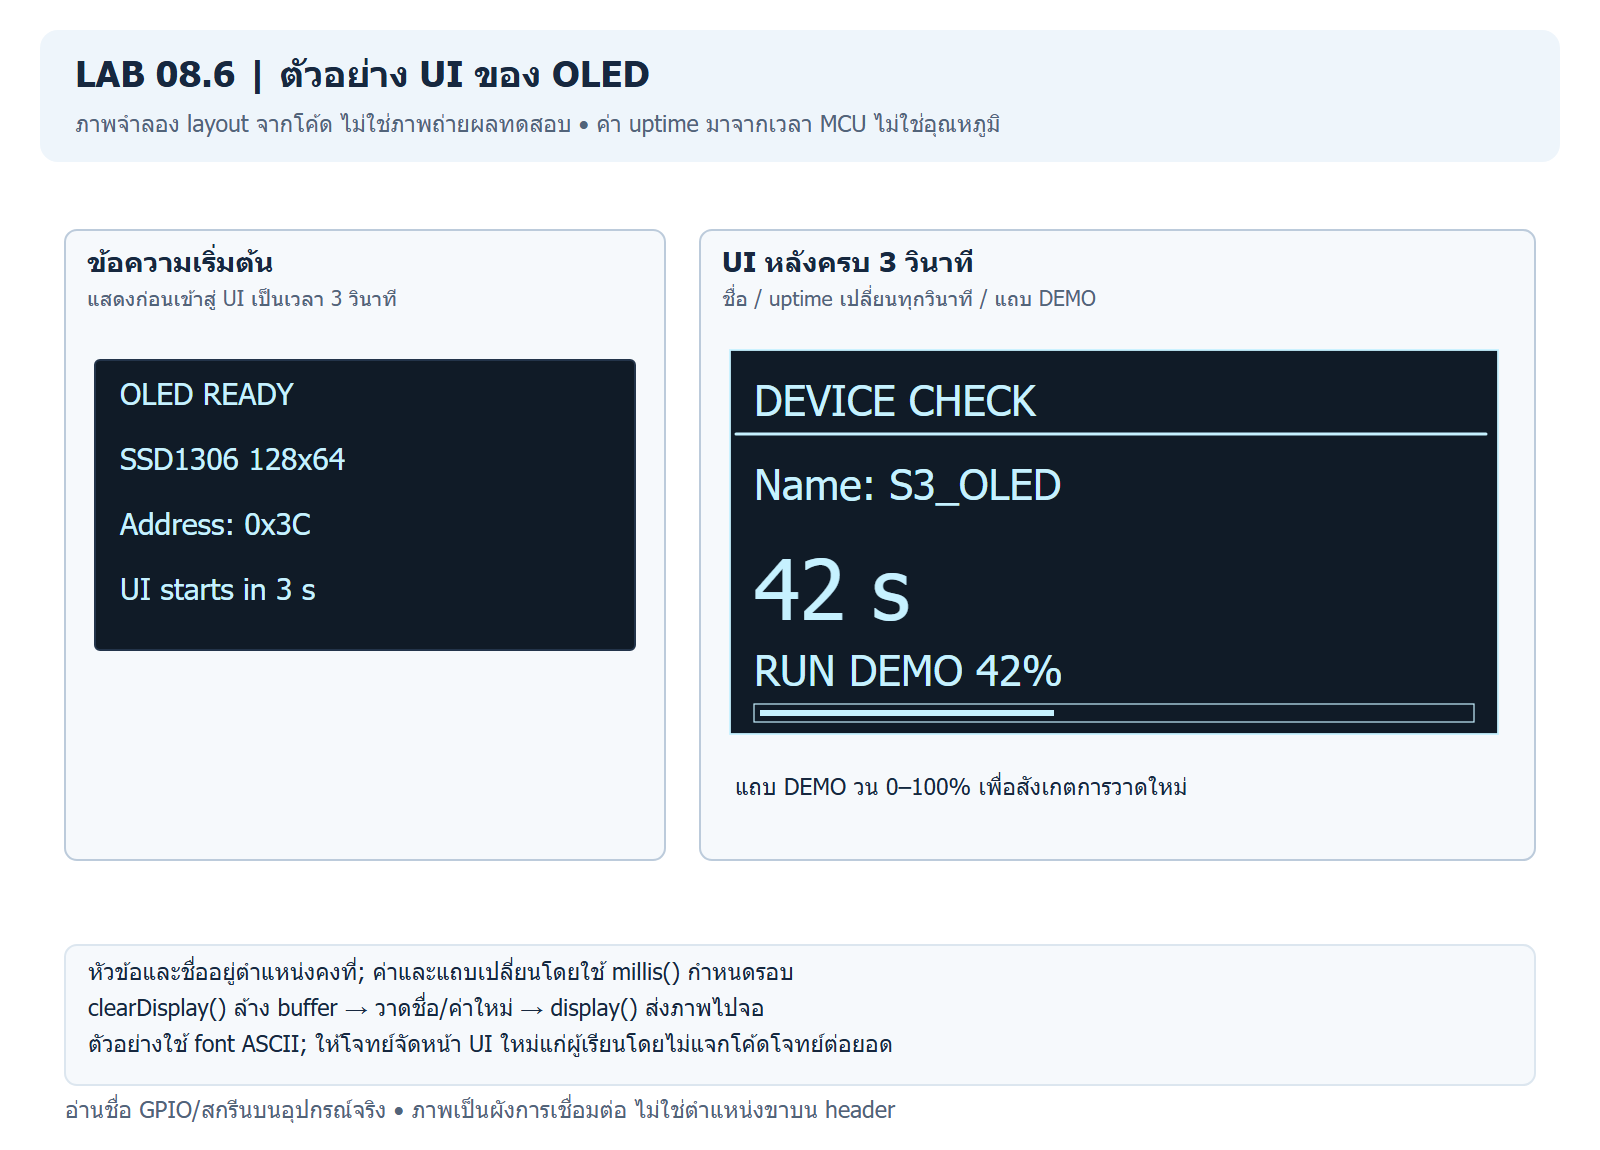 LAB 08.6 | ตัวอย่าง UI ของ OLED
ภาพจำลอง layout จากโค้ด ไม่ใช่ภาพถ่ายผลทดสอบ • ค่า uptime มาจากเวลา MCU ไม่ใช่อุณหภูมิ
ข้อความเริ่มต้น
แสดงก่อนเข้าสู่ UI เป็นเวลา 3 วินาที
OLED READY
SSD1306 128x64
Address: 0x3C
UI starts in 3 s
UI หลังครบ 3 วินาที
ชื่อ / uptime เปลี่ยนทุกวินาที / แถบ DEMO
DEVICE CHECK
Name: S3_OLED
42 s
RUN DEMO 42%
แถบ DEMO วน 0–100% เพื่อสังเกตการวาดใหม่
หัวข้อและชื่ออยู่ตำแหน่งคงที่; ค่าและแถบเปลี่ยนโดยใช้ millis() กำหนดรอบ
clearDisplay() ล้าง buffer → วาดชื่อ/ค่าใหม่ → display() ส่งภาพไปจอ
ตัวอย่างใช้ font ASCII; ให้โจทย์จัดหน้า UI ใหม่แก่ผู้เรียนโดยไม่แจกโค้ดโจทย์ต่อยอด
อ่านชื่อ GPIO/สกรีนบนอุปกรณ์จริง • ภาพเป็นผังการเชื่อมต่อ ไม่ใช่ตำแหน่งขาบน header